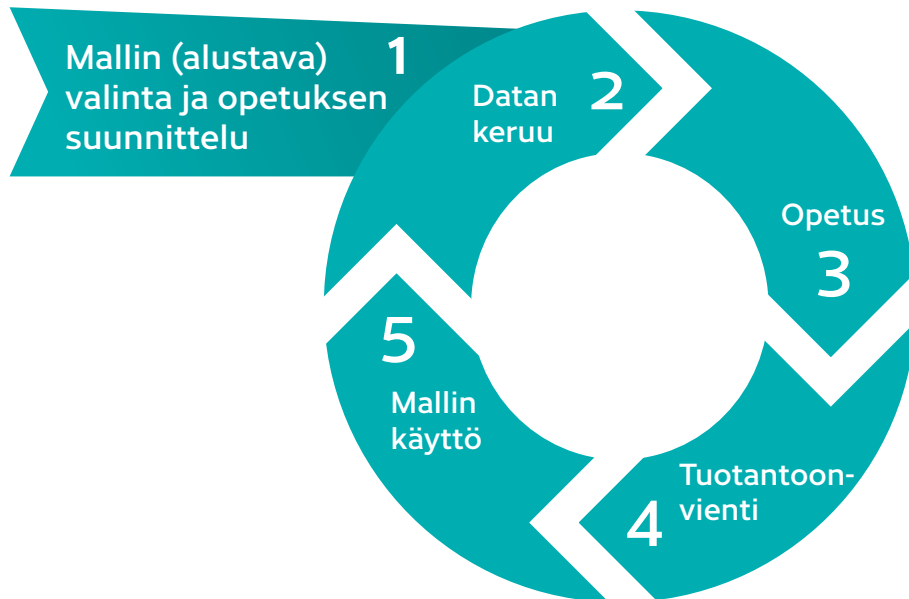 Mallin (alustava)
valinta ja opetuksen
suunnittelu
1
Datan
keruu
2
Opetus
3
Tuotantoon-
vienti
4
5
Mallin
käyttö